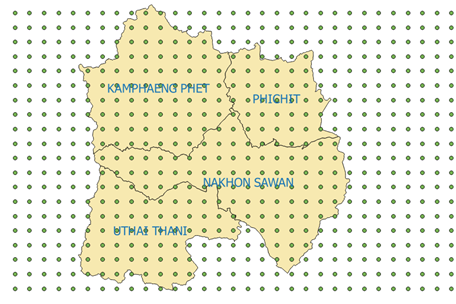 KAMPHAENG PHET
PHICHIT
NAKHON SAWAN
UTHAI THANI